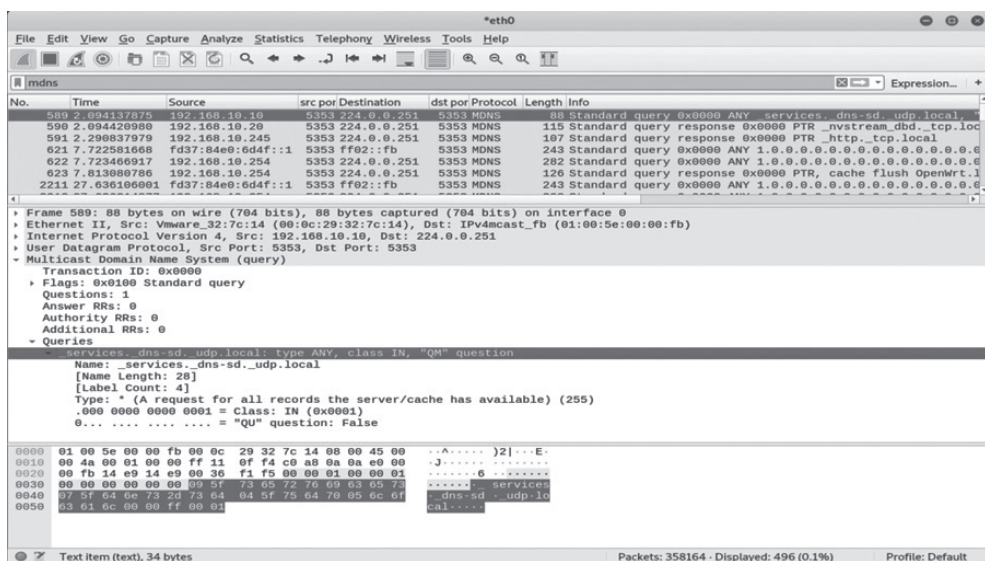 *eth0
File Edit View Go Capture Analyze Statistics Telephony Wireless Tools Help
mdns
Expression... +
No. Time Source src por Destination dst por Protocol Length Info
589 2.094137875 192.168.10.10 5353 224.0.0.251 5353 MDNS 88 Standard query 0x0000 ANY _services._dns-sd._udp.local, "
590 2.094420980 192.168.10.20 5353 224.0.0.251 5353 MDNS 115 Standard query response 0x0000 PTR _nvstream_dbd._tcp.loc
591 2.290837979 192.168.10.245 5353 224.0.0.251 5353 MDNS 107 Standard query response 0x0000 PTR _http._tcp.local
621 7.722581668 fd37:84e0:6d4f::1 5353 ff02::fb 5353 MDNS 243 Standard query 0x0000 ANY 1.0.0.0.0.0.0.0.0.0.0.0.0.0.0.0
622 7.723466917 192.168.10.254 5353 224.0.0.251 5353 MDNS 282 Standard query 0x0000 ANY 1.0.0.0.0.0.0.0.0.0.0.0.0.0.0.0
623 7.813080786 192.168.10.254 5353 224.0.0.251 5353 MDNS 126 Standard query response 0x0000 PTR, cache flush OpenWrt.l
2211 27.636106001 fd37:84e0:6d4f::1 5353 ff02::fb 5353 MDNS 243 Standard query 0x0000 ANY 1.0.0.0.0.0.0.0.0.0.0.0.0.0.0.0
Frame 589: 88 bytes on wire (704 bits), 88 bytes captured (704 bits) on interface 0
Ethernet II, Src: Vmware_32:7c:14 (00:0c:29:32:7c:14), Dst: IPv4mcast_fb (01:00:5e:00:00:fb)
Internet Protocol Version 4, Src: 192.168.10.10, Dst: 224.0.0.251
User Datagram Protocol, Src Port: 5353, Dst Port: 5353
Multicast Domain Name System (query)
Transaction ID: 0x0000
Flags: 0x0100 Standard query
Questions: 1
Answer RRs: 0
Authority RRs: 0
Additional RRs: 0
Queries
_services._dns-sd._udp.local: type ANY, class IN, "QM" question
Name: _services._dns-sd._udp.local
[Name Length: 28]
[Label Count: 4]
Type: * (A request for all records the server/cache has available) (255)
.000 0000 0000 0001 = Class: IN (0x0001)
0... .... .... .... = "QU" question: False
0000 01 00 5e 00 00 fb 00 0c 29 32 7c 14 08 00 45 00 ··^····· )2|···E·
0010 00 4a 00 01 00 00 ff 11 0f f4 c0 a8 0a 0a e0 00 ·J·············
0020 00 fb 14 e9 14 e9 00 36 f1 f5 00 00 01 00 00 01 ·······6 ········
0030 00 00 00 00 00 00 09 5f 73 65 72 76 69 63 65 73 ·······_ services
0040 07 5f 64 6e 73 2d 73 64 04 5f 75 64 70 05 6c 6f ·_dns-sd ·_udp·lo
0050 63 61 6c 00 00 ff 00 01 cal·····
Text item (text), 34 bytes
Packets: 358164 · Displayed: 496 (0.1%)
Profile: Default